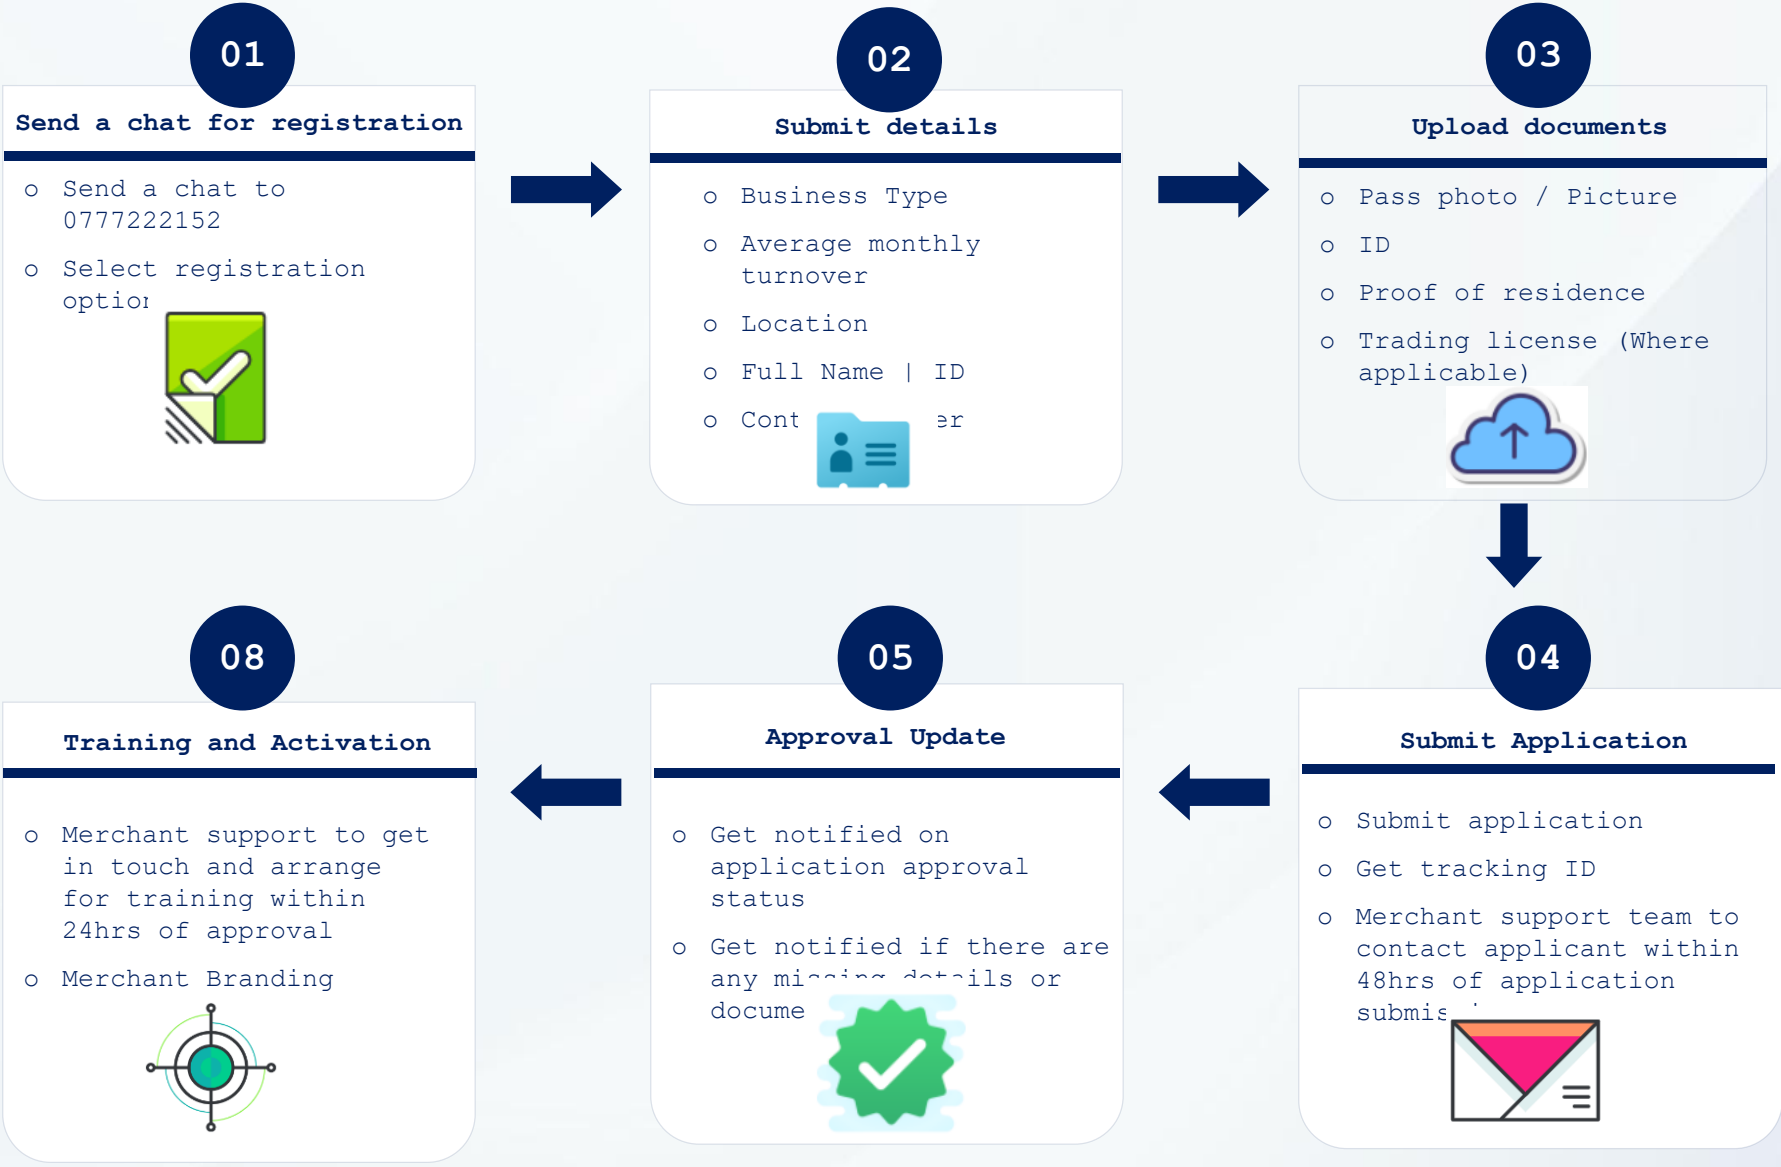 01
Send a chat for registration
o Send a chat to
0777222152
o Select registration
02
Submit details
o Business Type
o Average monthly
turnover
o Location
o Full Name | ID
o
03
Upload documents
o Pass photo / Picture
o ID
o Proof of residence
o Trading license (Where
applicable)
04
Submit Application
o Submit application
o Get tracking ID
o Merchant support team to
contact applicant within
48hrs of application
05
Approval Update
o Get notified on
application approval
status
o Get notified if there are
any missing details or
08
Training and Activation
o Merchant support to get
in touch and arrange
for training within
24hrs of approval
o Merchant Branding